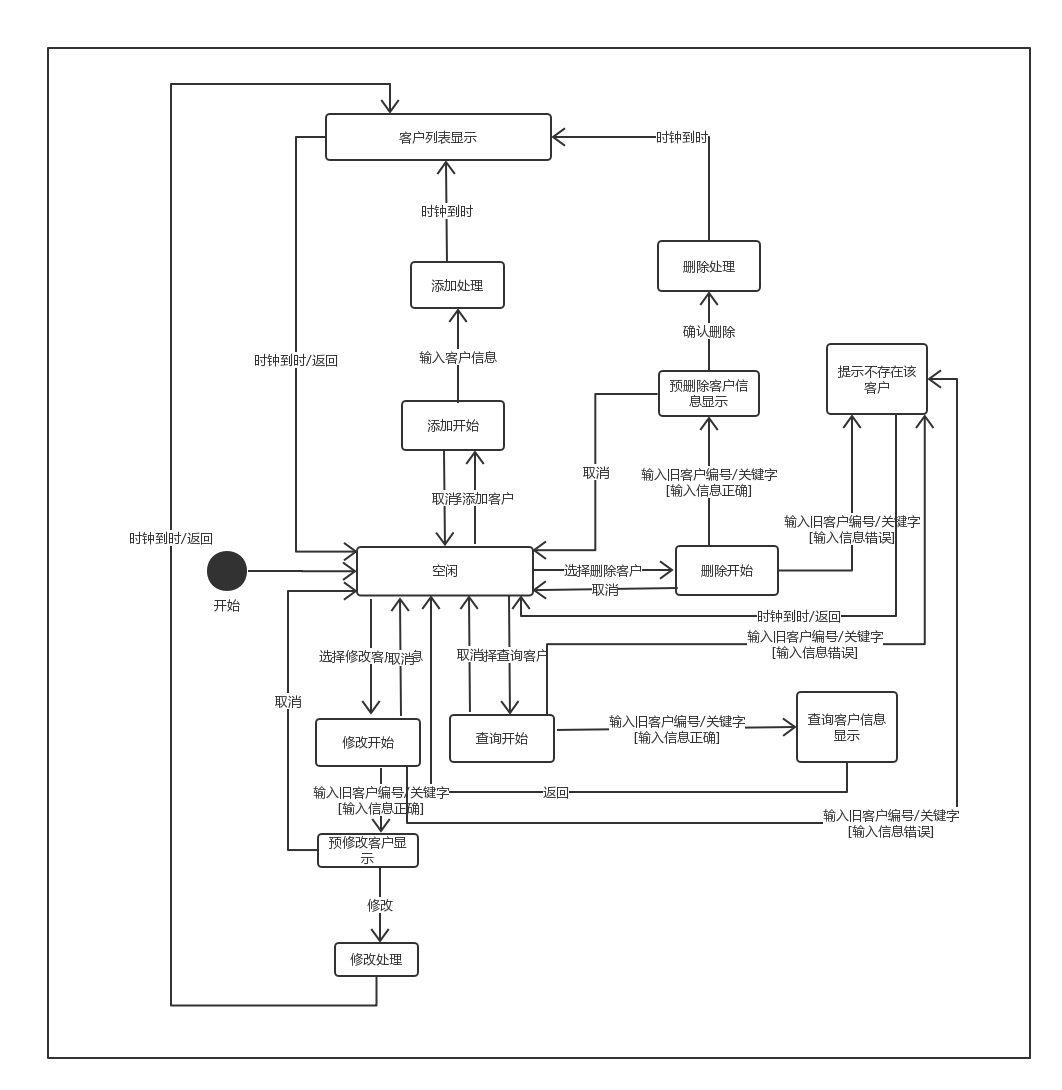 客户列表显示
时钟到时
时钟到时
添加处理
删除处理
确认删除
输入客户信息
时钟到时/返回
预删除客户信
息显示
提示不存在该
客户
添加开始
取消
添加客户
取消
输入旧客户编号/关键字
[输入信息正确]
输入旧客户编号/关键字
[输入信息错误]
时钟到时/返回
开始
空闲
选择删除客户
删除开始
取消
时钟到时/返回
选择修改客户
息
取消
取消
择查询客户
输入旧客户编号/关键字
[输入信息错误]
取消
修改开始
查询开始
输入旧客户编号/关键字
[输入信息正确]
查询客户信息
显示
输入旧客户编号/关键字
[输入信息正确]
返回
输入旧客户编号/关键字
[输入信息错误]
预修改客户显
示
修改
修改处理